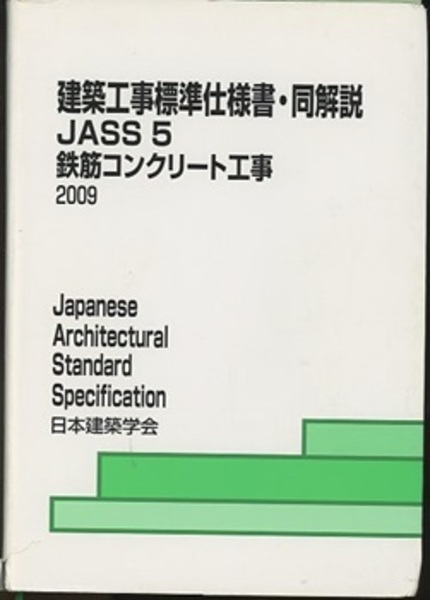 建築工事標準仕様書・同解説
JASS 5
鉄筋コンクリート工事
2009
Japanese
Architectural
Standard
Specification
日本建築学会